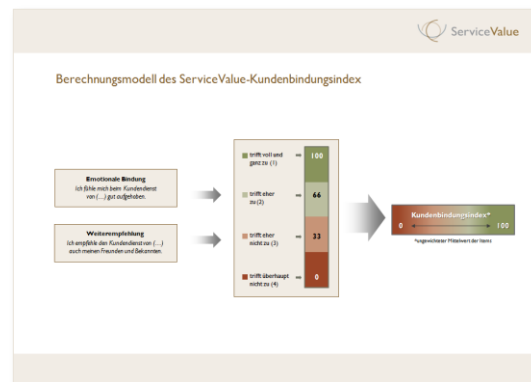 ServiceValue
Berechnungsmodell des ServiceValue-Kundenbindungsindex
Emotionale Bindung
Ich fühle mich beim Kundendienst
von (...) gut aufgehoben.
Weiterempfehlung
Ich empfehle den Kundendienst von (...)
auch meinen Freunden und Bekannten.
trifft voll und
ganz zu (1)
100
trifft eher
zu (2)
66
trifft eher
nicht zu (3)
33
trifft überhaupt
nicht zu (4)
0
Kundenbindungsindex*
0 100
*ungewichteter Mittelwert der Items